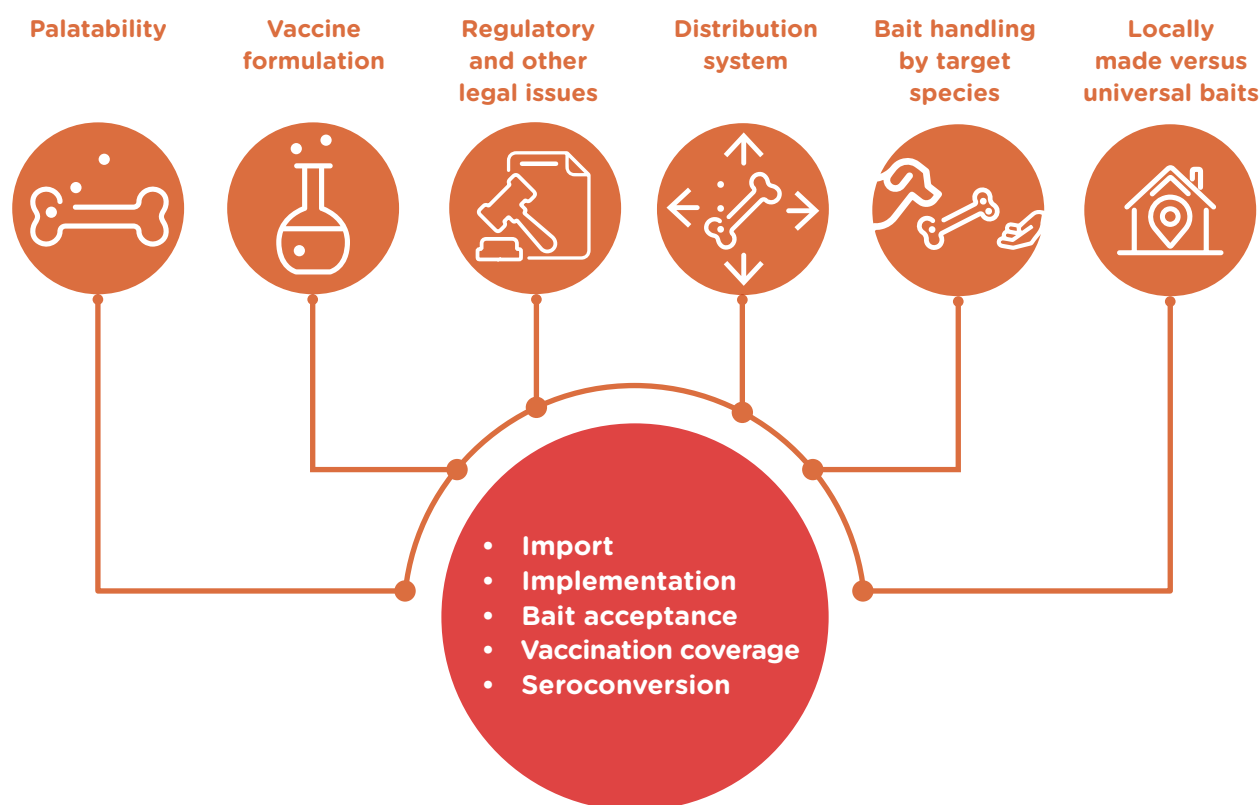 Palatability
Vaccine
formulation
Regulatory
and other
legal issues
Distribution
system
Bait handling
by target
species
Locally
made versus
universal baits
• Import
• Implementation
• Bait acceptance
• Vaccination coverage
• Seroconversion